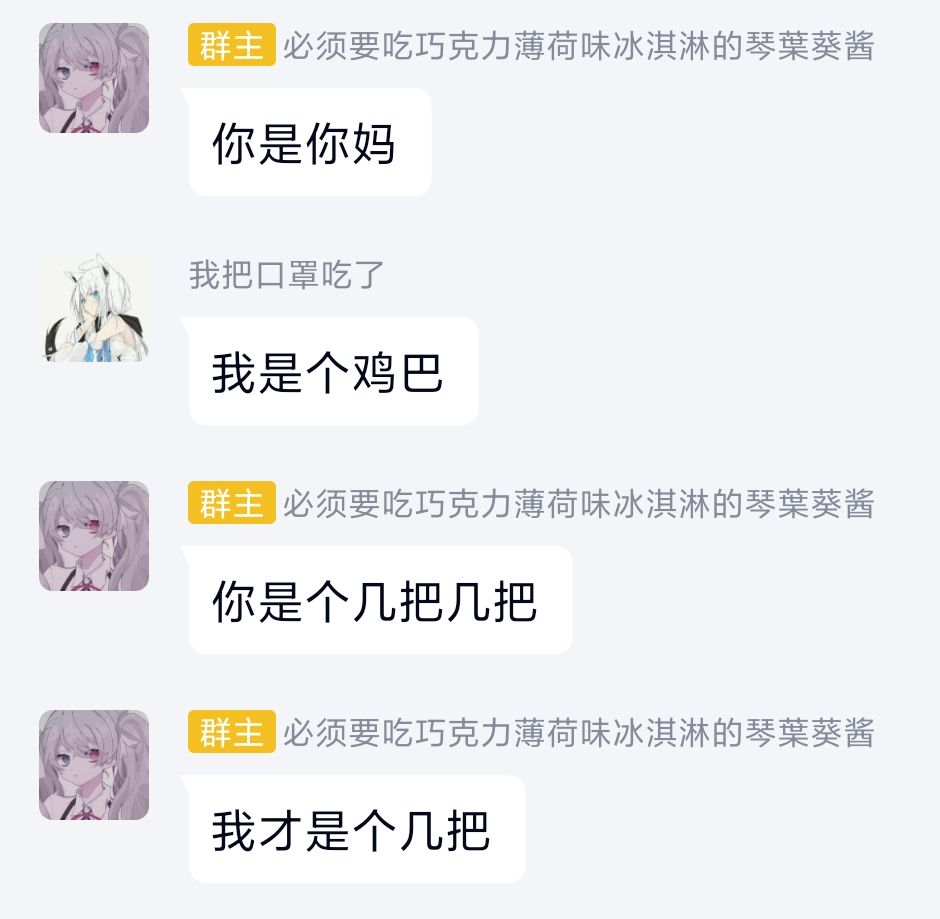 群主 必须要吃巧克力薄荷味冰淇淋的琴葉葵酱
你是你妈
我把口罩吃了
我是个鸡巴
群主 必须要吃巧克力薄荷味冰淇淋的琴葉葵酱
你是个几把几把
群主 必须要吃巧克力薄荷味冰淇淋的琴葉葵酱
我才是个几把